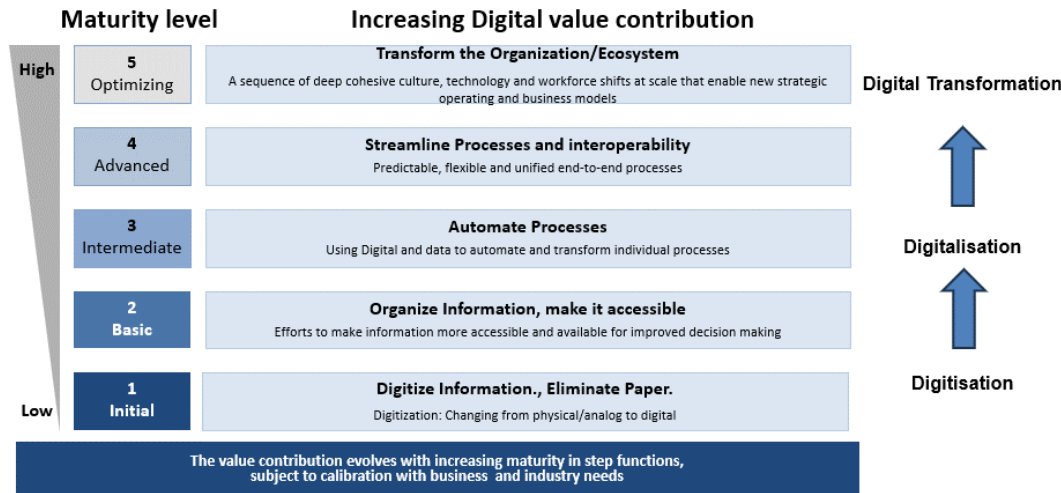 Maturity level
Increasing Digital value contribution
High
5
Optimizing
Transform the Organization/Ecosystem
A sequence of deep cohesive culture, technology and workforce shifts at scale that enable new strategic
operating and business models
Digital Transformation
4
Advanced
Streamline Processes and interoperability
Predictable, flexible and unified end-to-end processes
3
Intermediate
Automate Processes
Using Digital and data to automate and transform individual processes
Digitalisation
2
Basic
Organize Information, make it accessible
Efforts to make information more accessible and available for improved decision making
1
Initial
Digitize Information., Eliminate Paper.
Digitization: Changing from physical/analog to digital
Digitisation
Low
The value contribution evolves with increasing maturity in step functions,
subject to calibration with business and industry needs